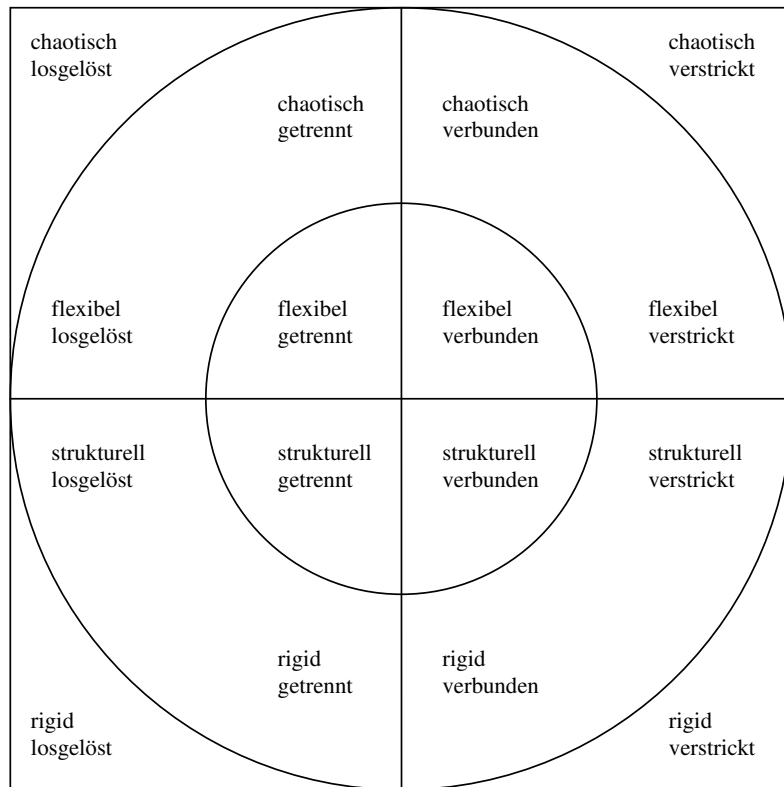 chaotisch
losgelöst
chaotisch
verstrickt
chaotisch
getrennt
chaotisch
verbunden
flexibel
losgelöst
flexibel
getrennt
flexibel
verbunden
flexibel
verstrickt
strukturell
losgelöst
strukturell
getrennt
strukturell
verbunden
strukturell
verstrickt
rigid
getrennt
rigid
verbunden
rigid
losgelöst
rigid
verstrickt